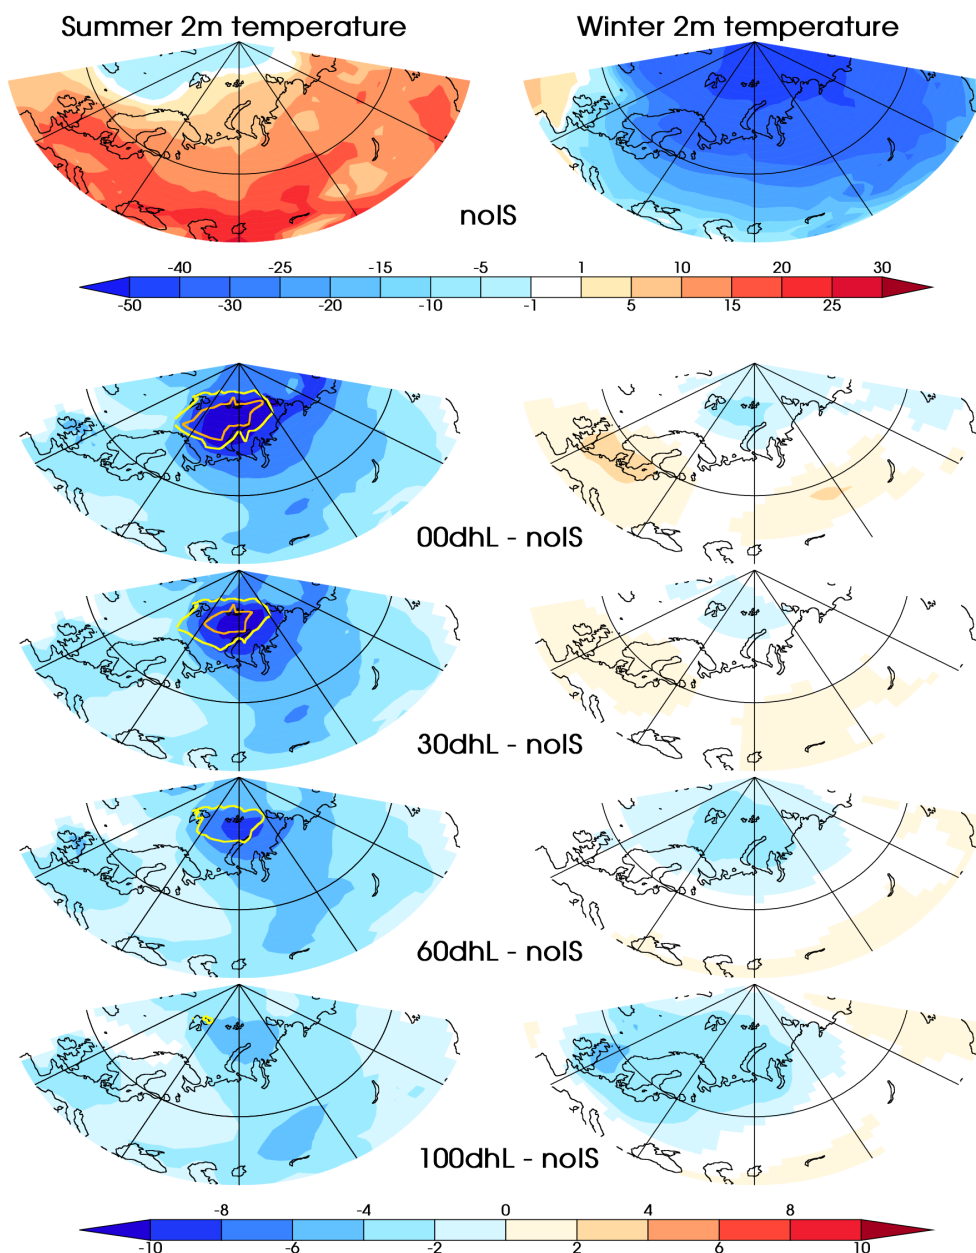 Summer 2m temperature
Winter 2m temperature
noIS
-40 -25 -15 -5 1 10 20 30
-50 -30 -20 -10 -1 5 15 25
00dhL - noIS
30dhL - noIS
60dhL - noIS
100dhL - noIS
-8 -4 0 4 8
-10 -6 -2 2 6 10